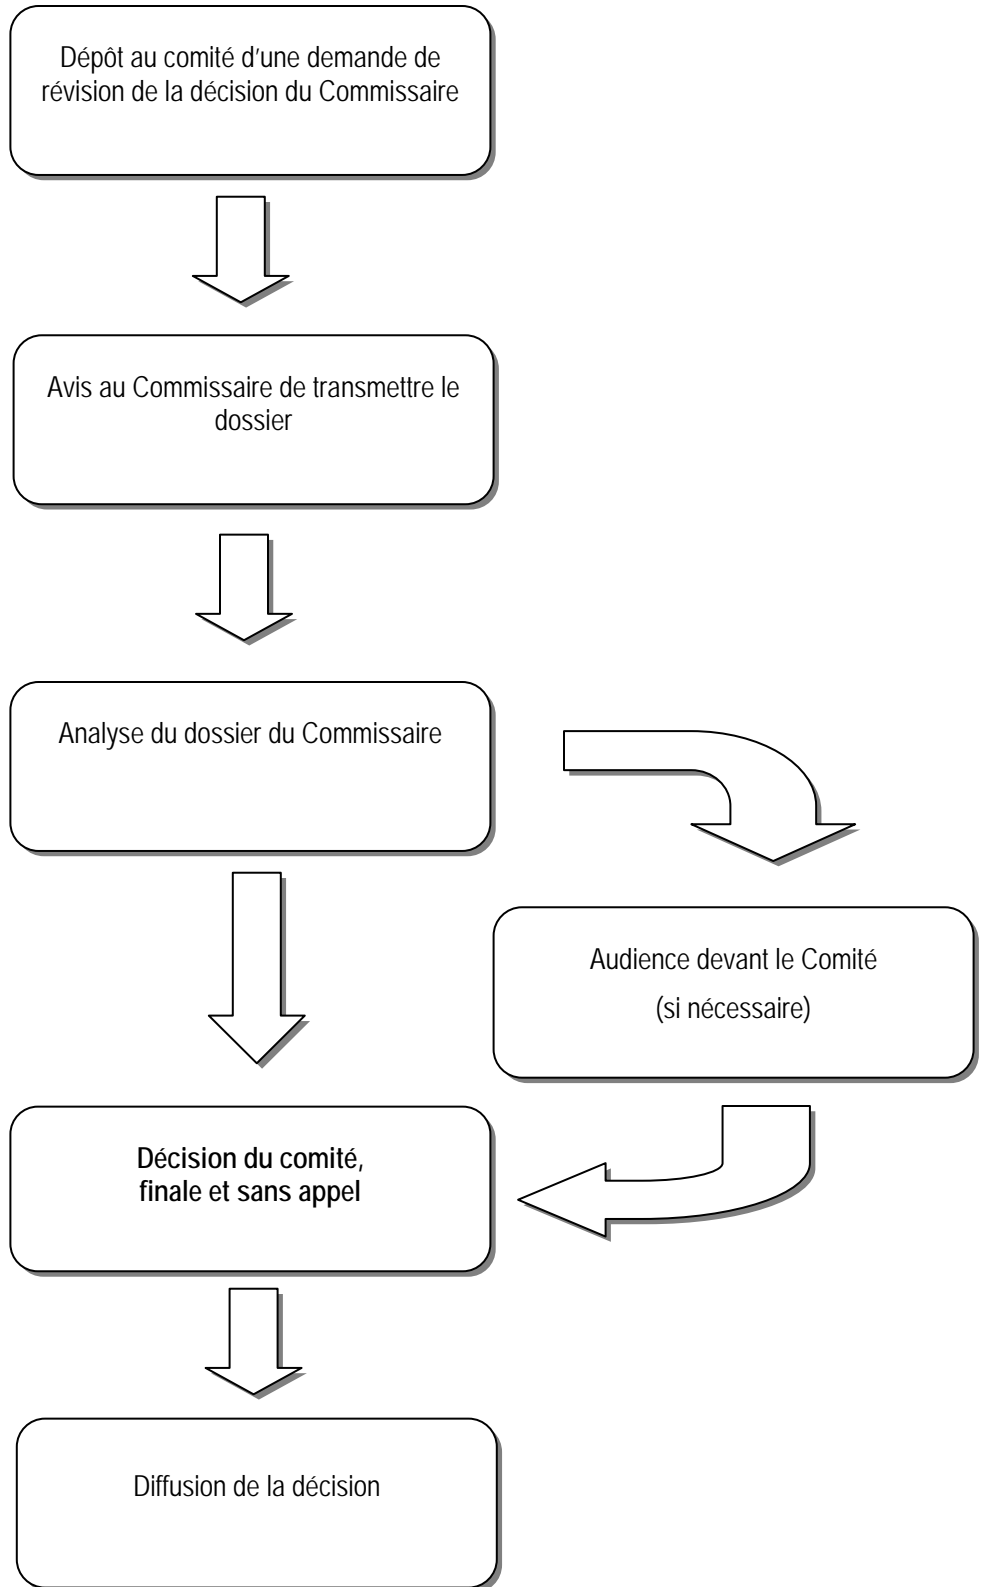 Dépôt au comité d'une demande de
révision de la décision du Commissaire
Avis au Commissaire de transmettre le
dossier
Analyse du dossier du Commissaire
Audience devant le Comité
(si nécessaire)
Décision du comité,
finale et sans appel
Diffusion de la décision